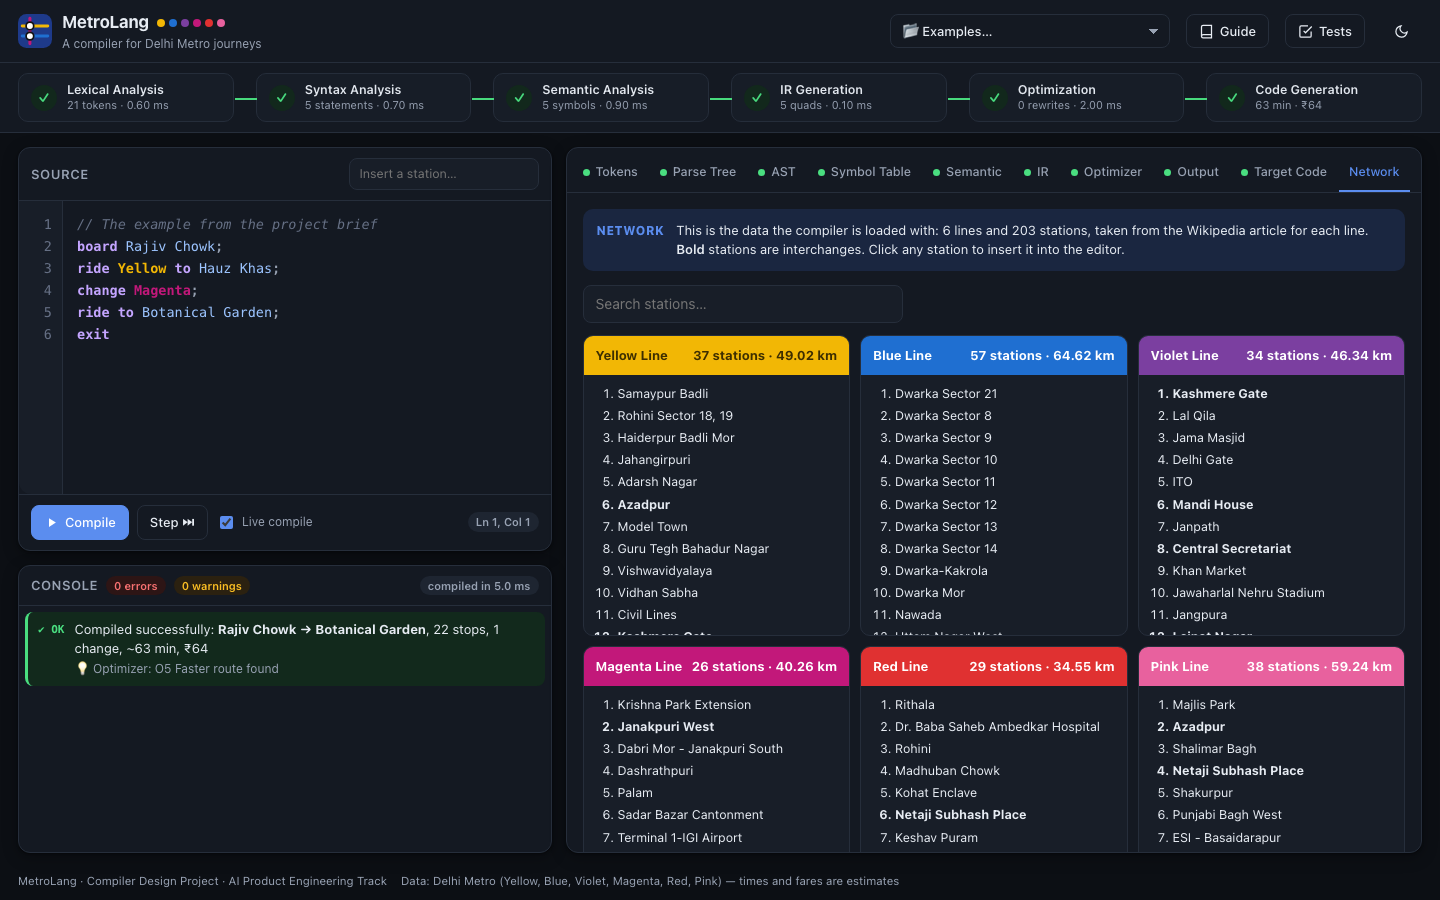 MetroLang
A compiler for Delhi Metro journeys
Examples...
Guide
Tests
Lexical Analysis
21 tokens · 0.60 ms
Syntax Analysis
5 statements · 0.70 ms
Semantic Analysis
5 symbols · 0.90 ms
IR Generation
5 quads · 0.10 ms
Optimization
0 rewrites · 2.00 ms
Code Generation
63 min · ₹64
SOURCE
Insert a station...
1 // The example from the project brief
2 board Rajiv Chowk;
3 ride Yellow to Hauz Khas;
4 change Magenta;
5 ride to Botanical Garden;
6 exit
Compile
Step
Live compile
Ln 1, Col 1
CONSOLE
0 errors
0 warnings
compiled in 5.0 ms
✔ OK Compiled successfully: Rajiv Chowk → Botanical Garden, 22 stops, 1
change, ~63 min, ₹64
Optimizer: O5 Faster route found
Tokens
Parse Tree
AST
Symbol Table
Semantic
IR
Optimizer
Output
Target Code
Network
NETWORK This is the data the compiler is loaded with: 6 lines and 203 stations, taken from the Wikipedia article for each line.
Bold stations are interchanges. Click any station to insert it into the editor.
Search stations...
Yellow Line 37 stations · 49.02 km
1. Samaypur Badli
2. Rohini Sector 18, 19
3. Haiderpur Badli Mor
4. Jahangirpuri
5. Adarsh Nagar
6. Azadpur
7. Model Town
8. Guru Tegh Bahadur Nagar
9. Vishwavidyalaya
10. Vidhan Sabha
11. Civil Lines
12. Kashmere Gate
Blue Line 57 stations · 64.62 km
1. Dwarka Sector 21
2. Dwarka Sector 8
3. Dwarka Sector 9
4. Dwarka Sector 10
5. Dwarka Sector 11
6. Dwarka Sector 12
7. Dwarka Sector 13
8. Dwarka Sector 14
9. Dwarka-Kakrola
10. Dwarka Mor
11. Nawada
12. Uttam Nagar West
Violet Line 34 stations · 46.34 km
1. Kashmere Gate
2. Lal Qila
3. Jama Masjid
4. Delhi Gate
5. ITO
6. Mandi House
7. Janpath
8. Central Secretariat
9. Khan Market
10. Jawaharlal Nehru Stadium
11. Jangpura
12. Lajpat Nagar
Magenta Line 26 stations · 40.26 km
1. Krishna Park Extension
2. Janakpuri West
3. Dabri Mor - Janakpuri South
4. Dashrathpuri
5. Palam
6. Sadar Bazar Cantonment
7. Terminal 1-IGI Airport
Red Line 29 stations · 34.55 km
1. Rithala
2. Dr. Baba Saheb Ambedkar Hospital
3. Rohini
4. Madhuban Chowk
5. Kohat Enclave
6. Netaji Subhash Place
7. Keshav Puram
Pink Line 38 stations · 59.24 km
1. Majlis Park
2. Azadpur
3. Shalimar Bagh
4. Netaji Subhash Place
5. Shakurpur
6. Punjabi Bagh West
7. ESI - Basaidarapur
MetroLang · Compiler Design Project · AI Product Engineering Track Data: Delhi Metro (Yellow, Blue, Violet, Magenta, Red, Pink) — times and fares are estimates